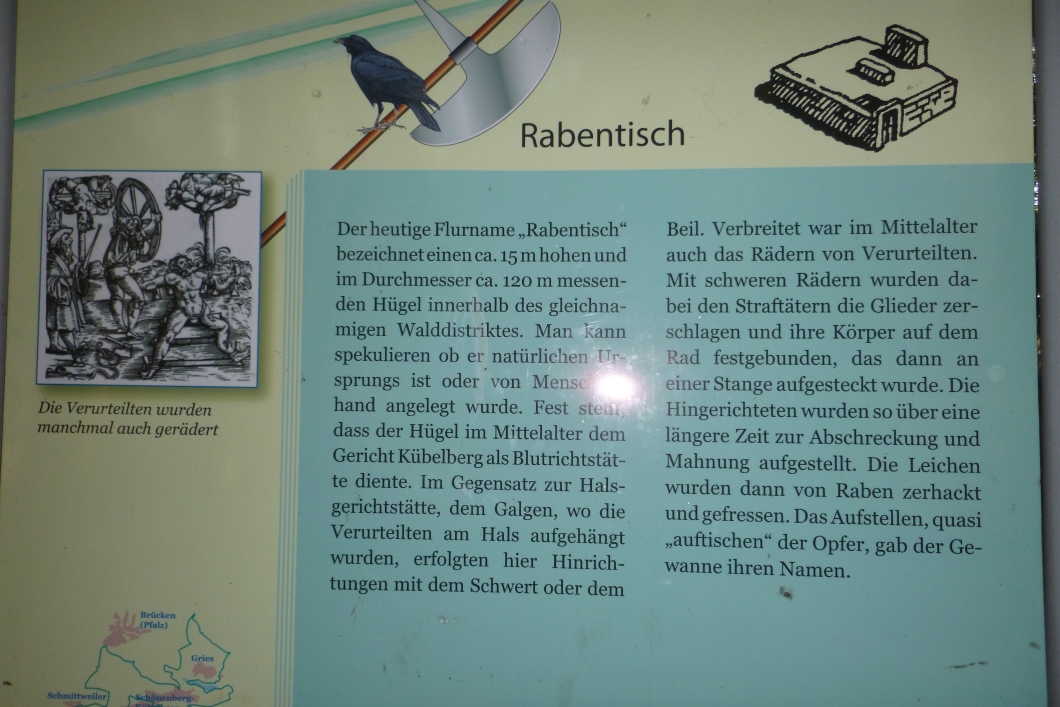 Rabentisch
Der heutige Flurname „Rabentisch“
bezeichnet einen ca. 15 m hohen und
im Durchmesser ca. 120 m messen-
den Hügel innerhalb des gleichna-
migen Walddistriktes. Man kann
spekulieren ob er natürlichen Ur-
sprungs ist oder von
hand angelegt wurde. Fest steht,
dass der Hügel im Mittelalter dem
Gericht Kübelberg als Blutrichtstät-
te diente. Im Gegensatz zur Hals-
gerichtstätte, dem Galgen, wo die
Verurteilten am Hals aufgehängt
wurden, erfolgten hier Hinrich-
tungen mit dem Schwert oder dem
Beil. Verbreitet war im Mittelalter
auch das Rädern von Verurteilten.
Mit schweren Rädern wurden da-
bei den Straftätern die Glieder zer-
schlagen und ihre Körper auf dem
Rad festgebunden, das dann an
einer Stange aufgesteckt wurde. Die
Hingerichteten wurden so über eine
längere Zeit zur Abschreckung und
Mahnung aufgestellt. Die Leichen
wurden dann von Raben zerhackt
und gefressen. Das Aufstellen, quasi
„auftischen“ der Opfer, gab der Ge-
wanne ihren Namen.
Die Verurteilten wurden
manchmal auch gerädert
Brücken
(Pfalz)
Gries
Schmittweiler
Schönenberg-